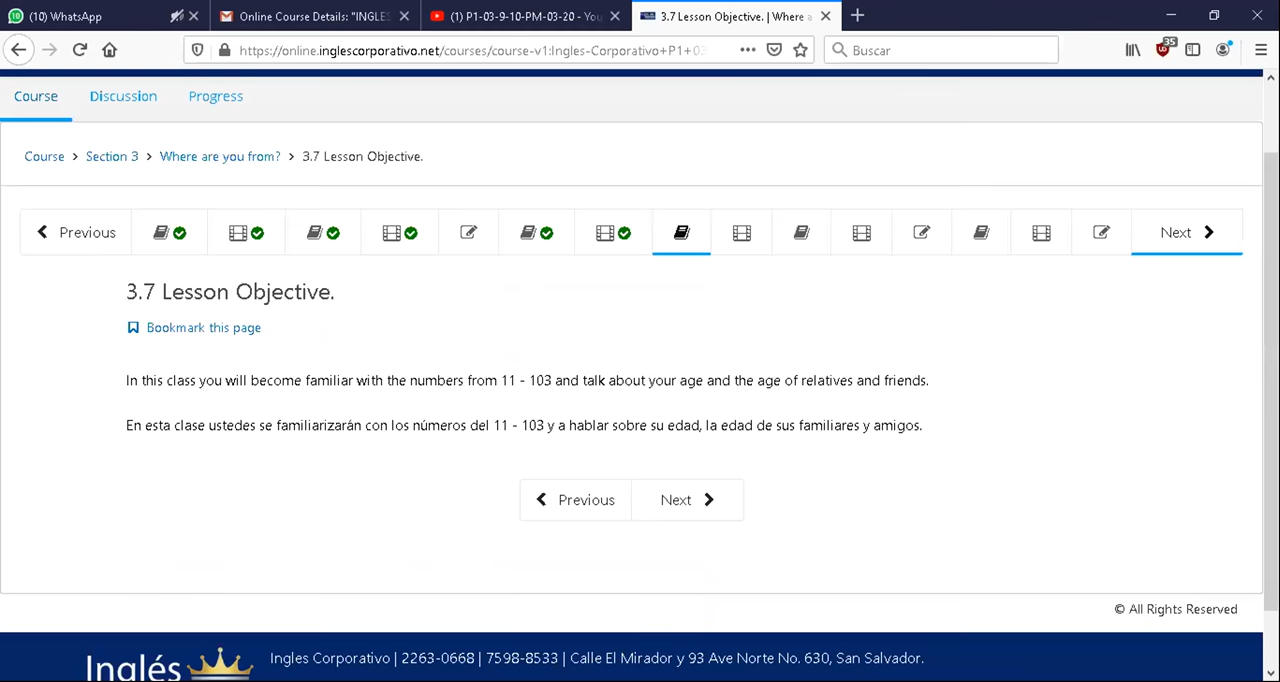 (10) WhatsApp
Online Course Details: "INGLES
(1) P1-03-9-10-PM-03-20 - You
3.7 Lesson Objective. | Where a
https://online.inglescorporativo.net/courses/course-v1:Ingles-Corporativo+P1+03
Buscar
35
Course
Discussion
Progress
Course > Section 3 > Where are you from? > 3.7 Lesson Objective.
Previous
Next
3.7 Lesson Objective.
Bookmark this page
In this class you will become familiar with the numbers from 11 - 103 and talk about your age and the age of relatives and friends.
En esta clase ustedes se familiarizarán con los números del 11 - 103 y a hablar sobre su edad, la edad de sus familiares y amigos.
Previous
Next
© All Rights Reserved
Inglés
Ingles Corporativo | 2263-0668 | 7598-8533 | Calle El Mirador y 93 Ave Norte No. 630, San Salvador.